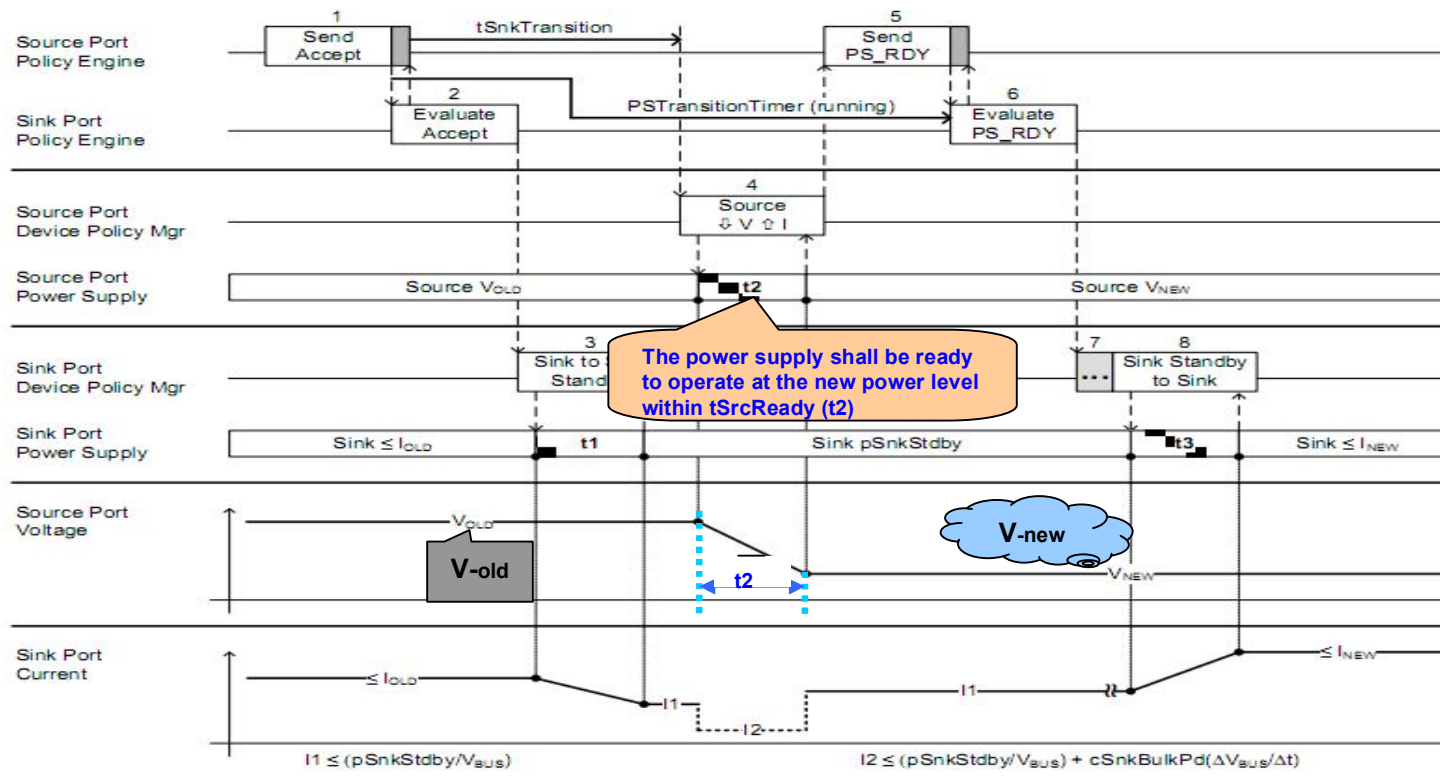 1
Send
Accept
tSnkTransition
5
Send
PS_RDY
Source Port
Policy Engine
2
Evaluate
Accept
PSTransitionTimer (running)
6
Evaluate
PS_RDY
Sink Port
Policy Engine
4
Source
⇩ V ⇧ I
Source Port
Device Policy Mgr
Source Port
Power Supply
Source VOLD
t2
Source VNEW
The power supply shall be ready
to operate at the new power level
within tSrcReady (t2)
3
Sink to
7
...
8
Sink Standby
to Sink
Sink Port
Device Policy Mgr
Sink Port
Power Supply
Sink ≤ IOLD
t1
Sink pSnkStdby
t3
Sink ≤ INEW
Source Port
Voltage
VOLD
V-old
t2
V-new
VNEW
Sink Port
Current
≤ IOLD
I1
I2
I1
≤ INEW
I1 ≤ (pSnkStdby/VBUS)
I2 ≤ (pSnkStdby/VBUS) + cSnkBulkPd(ΔVBUS/Δt)